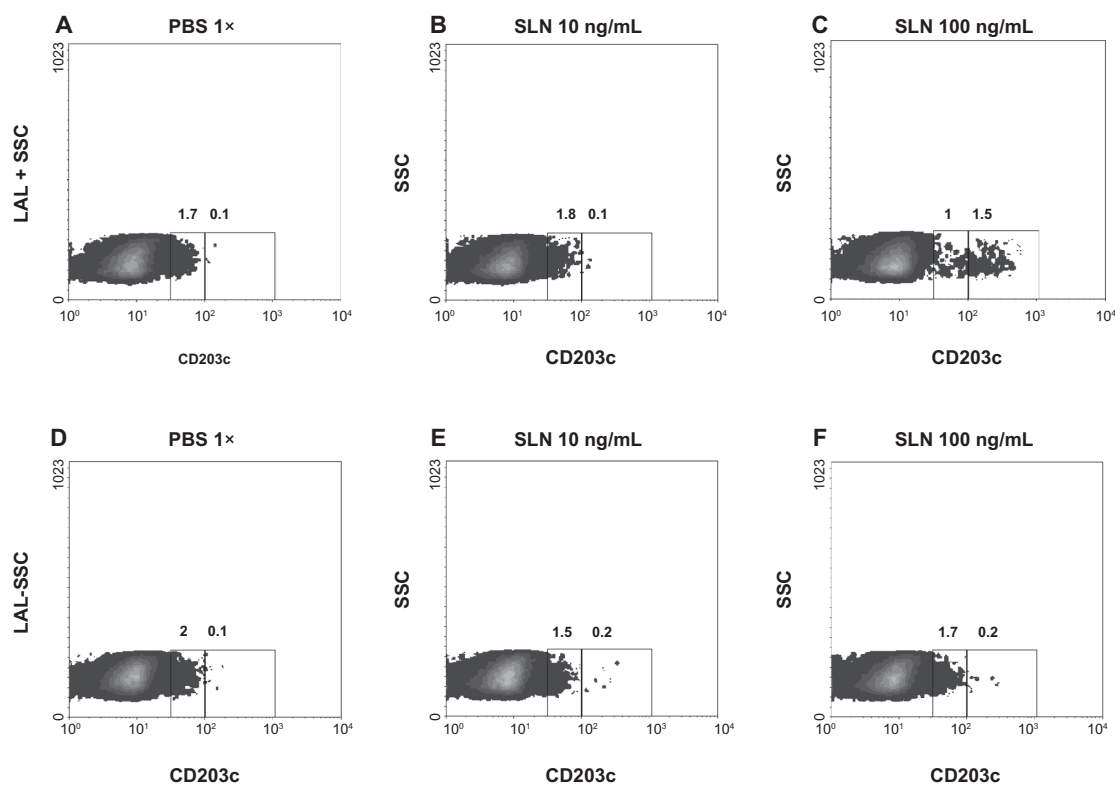 A PBS 1×
1023
LAL + SSC
1.7 0.1
0
10⁰ 10¹ 10² 10³ 10⁴
CD203c
B SLN 10 ng/mL
1023
SSC
1.8 0.1
0
10⁰ 10¹ 10² 10³ 10⁴
CD203c
C SLN 100 ng/mL
1023
SSC
1 1.5
0
10⁰ 10¹ 10² 10³ 10⁴
CD203c
D PBS 1×
1023
LAL-SSC
2 0.1
0
10⁰ 10¹ 10² 10³ 10⁴
CD203c
E SLN 10 ng/mL
1023
SSC
1.5 0.2
0
10⁰ 10¹ 10² 10³ 10⁴
CD203c
F SLN 100 ng/mL
1023
SSC
1.7 0.2
0
10⁰ 10¹ 10² 10³ 10⁴
CD203c